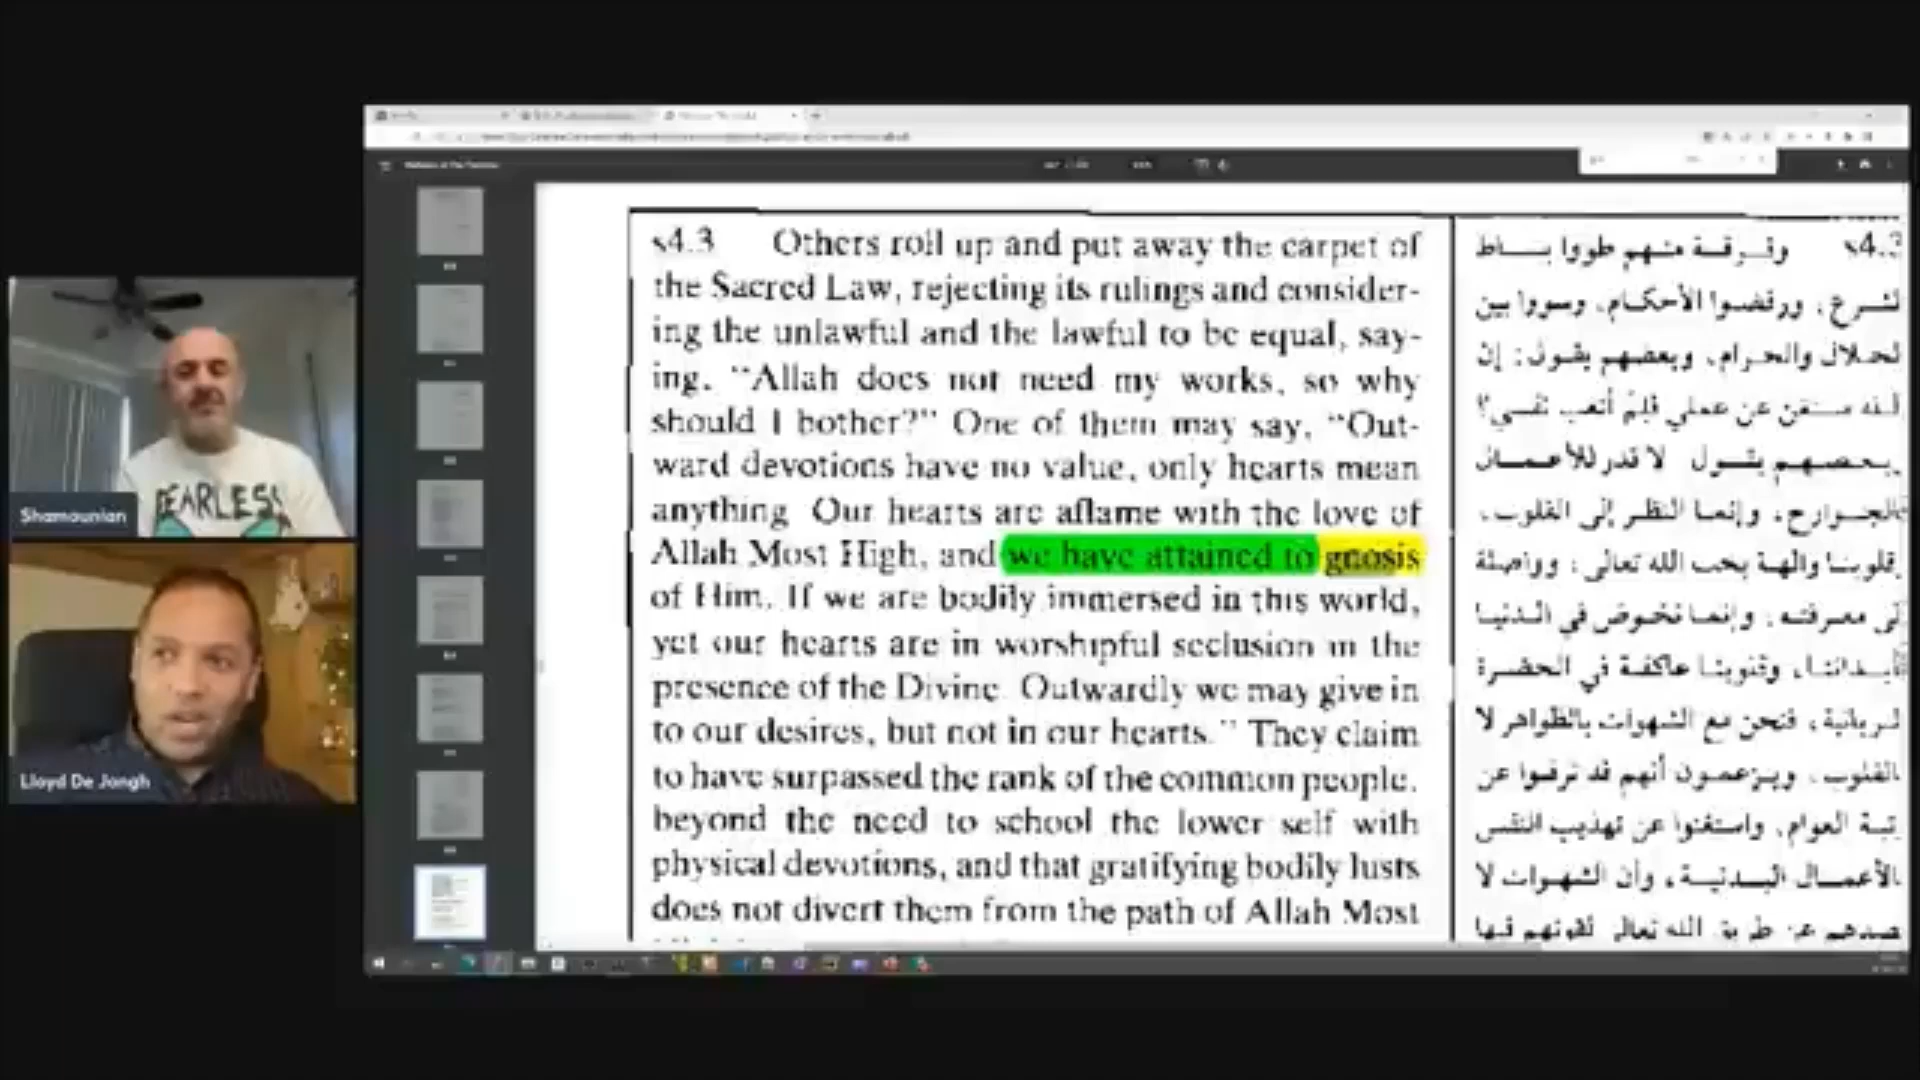 s4.3 Others roll up and put away the carpet of
the Sacred Law, rejecting its rulings and consider-
ing the unlawful and the lawful to be equal, say-
ing, "Allah does not need my works, so why
should I bother?" One of them may say, "Out-
ward devotions have no value, only hearts mean
anything. Our hearts are aflame with the love of
Allah Most High, and we have attained to gnosis
of Him. If we are bodily immersed in this world,
yet our hearts are in worshipful seclusion in the
presence of the Divine. Outwardly we may give in
to our desires, but not in our hearts." They claim
to have surpassed the rank of the common people,
beyond the need to school the lower self with
physical devotions, and that gratifying bodily lusts
does not divert them from the path of Allah Most
s4.3 وفرقة منهم طووا بساط
الشرع، ورفضوا الأحكام، وسووا بين
الحلال والحرام، وبعضهم يقول: إن
الله مستغن عن عملي فلم أتعب نفسي؟
بعضهم يقول لا قدر للأعمال
بالجوارح، وإنما النظر إلى القلوب،
قلوبنا والهة بحب الله تعالى، وواصلة
إلى معرفته، وإنما نخوض في الدنيا
بأبداننا، وقلوبنا عاكفة في الحضرة
الربانية، فنحن مع الشهوات بالظواهر لا
بالقلوب، ويزعمون أنهم قد ترقوا عن
رتبة العوام، واستغنوا عن تهذيب النفس
بالأعمال البدنية، وأن الشهوات لا
تصدهم عن طريق الله تعالى لقوتهم فيها
FEARLESS
Shamounian
Lloyd De Jongh